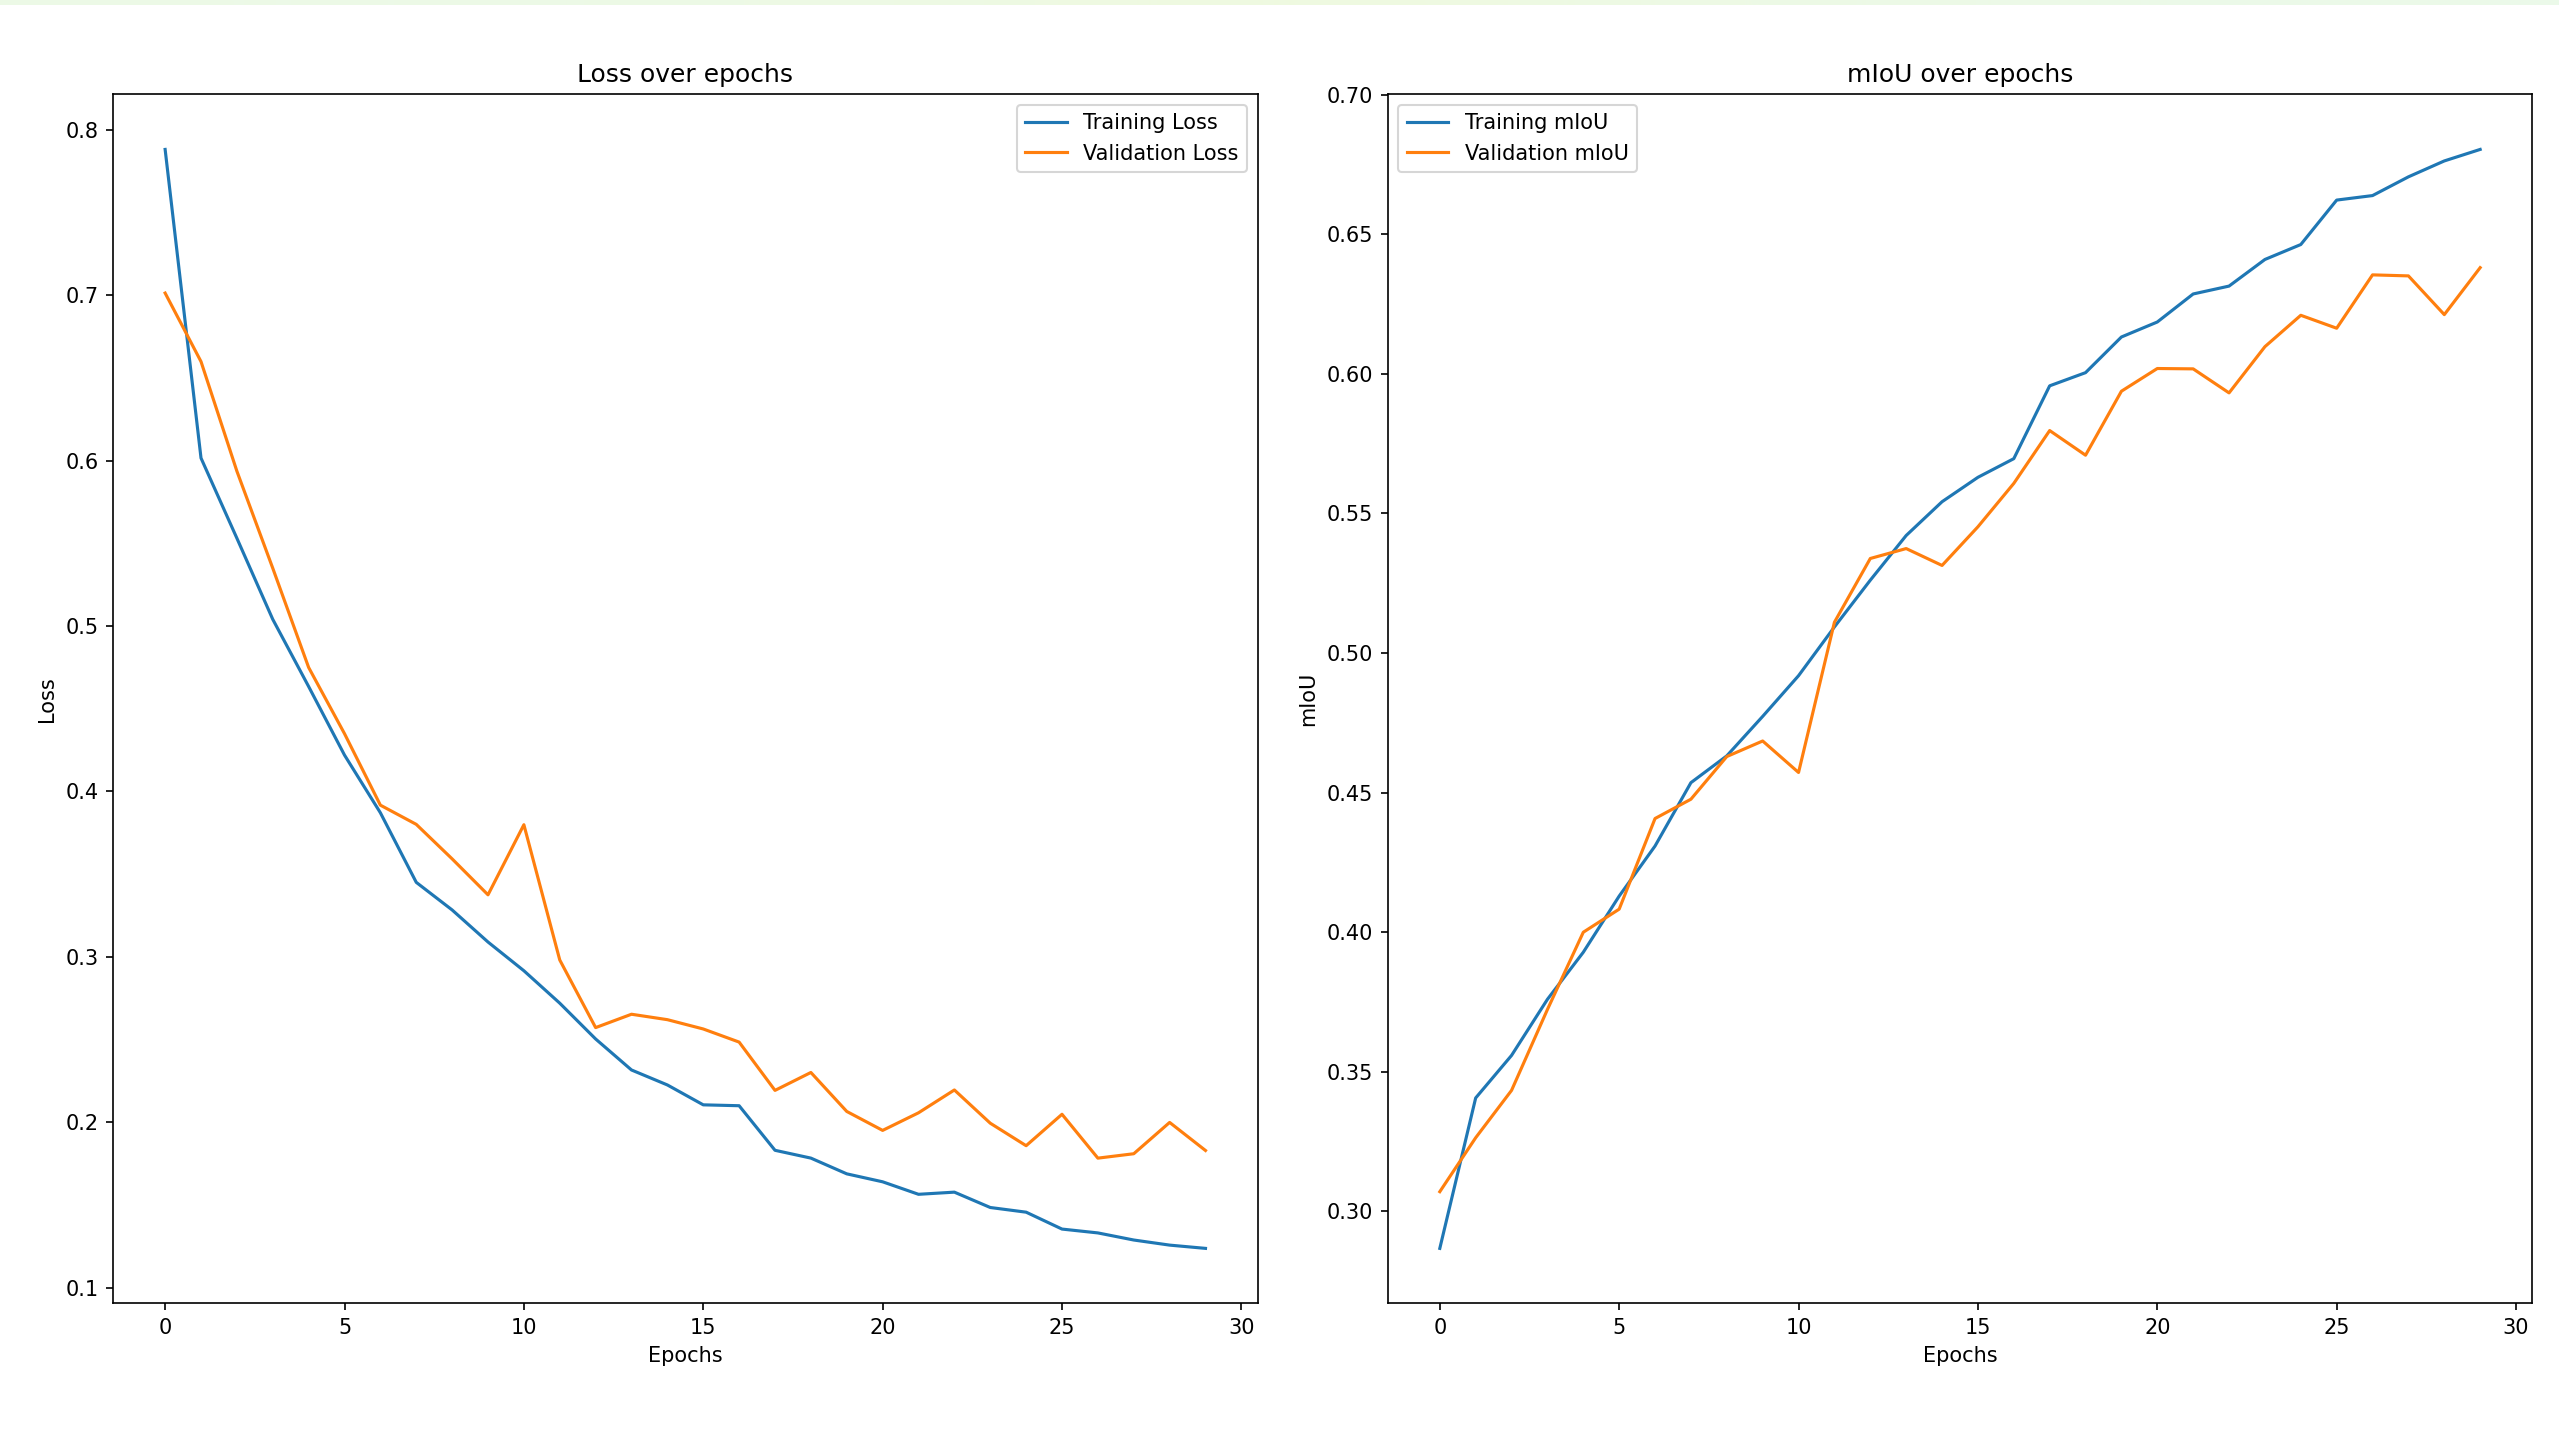 Loss over epochs
Training Loss
Validation Loss
0.8
0.7
0.6
0.5
0.4
0.3
0.2
0.1
Loss
0 5 10 15 20 25 30
Epochs
mIoU over epochs
Training mIoU
Validation mIoU
0.70
0.65
0.60
0.55
0.50
0.45
0.40
0.35
0.30
mIoU
0 5 10 15 20 25 30
Epochs